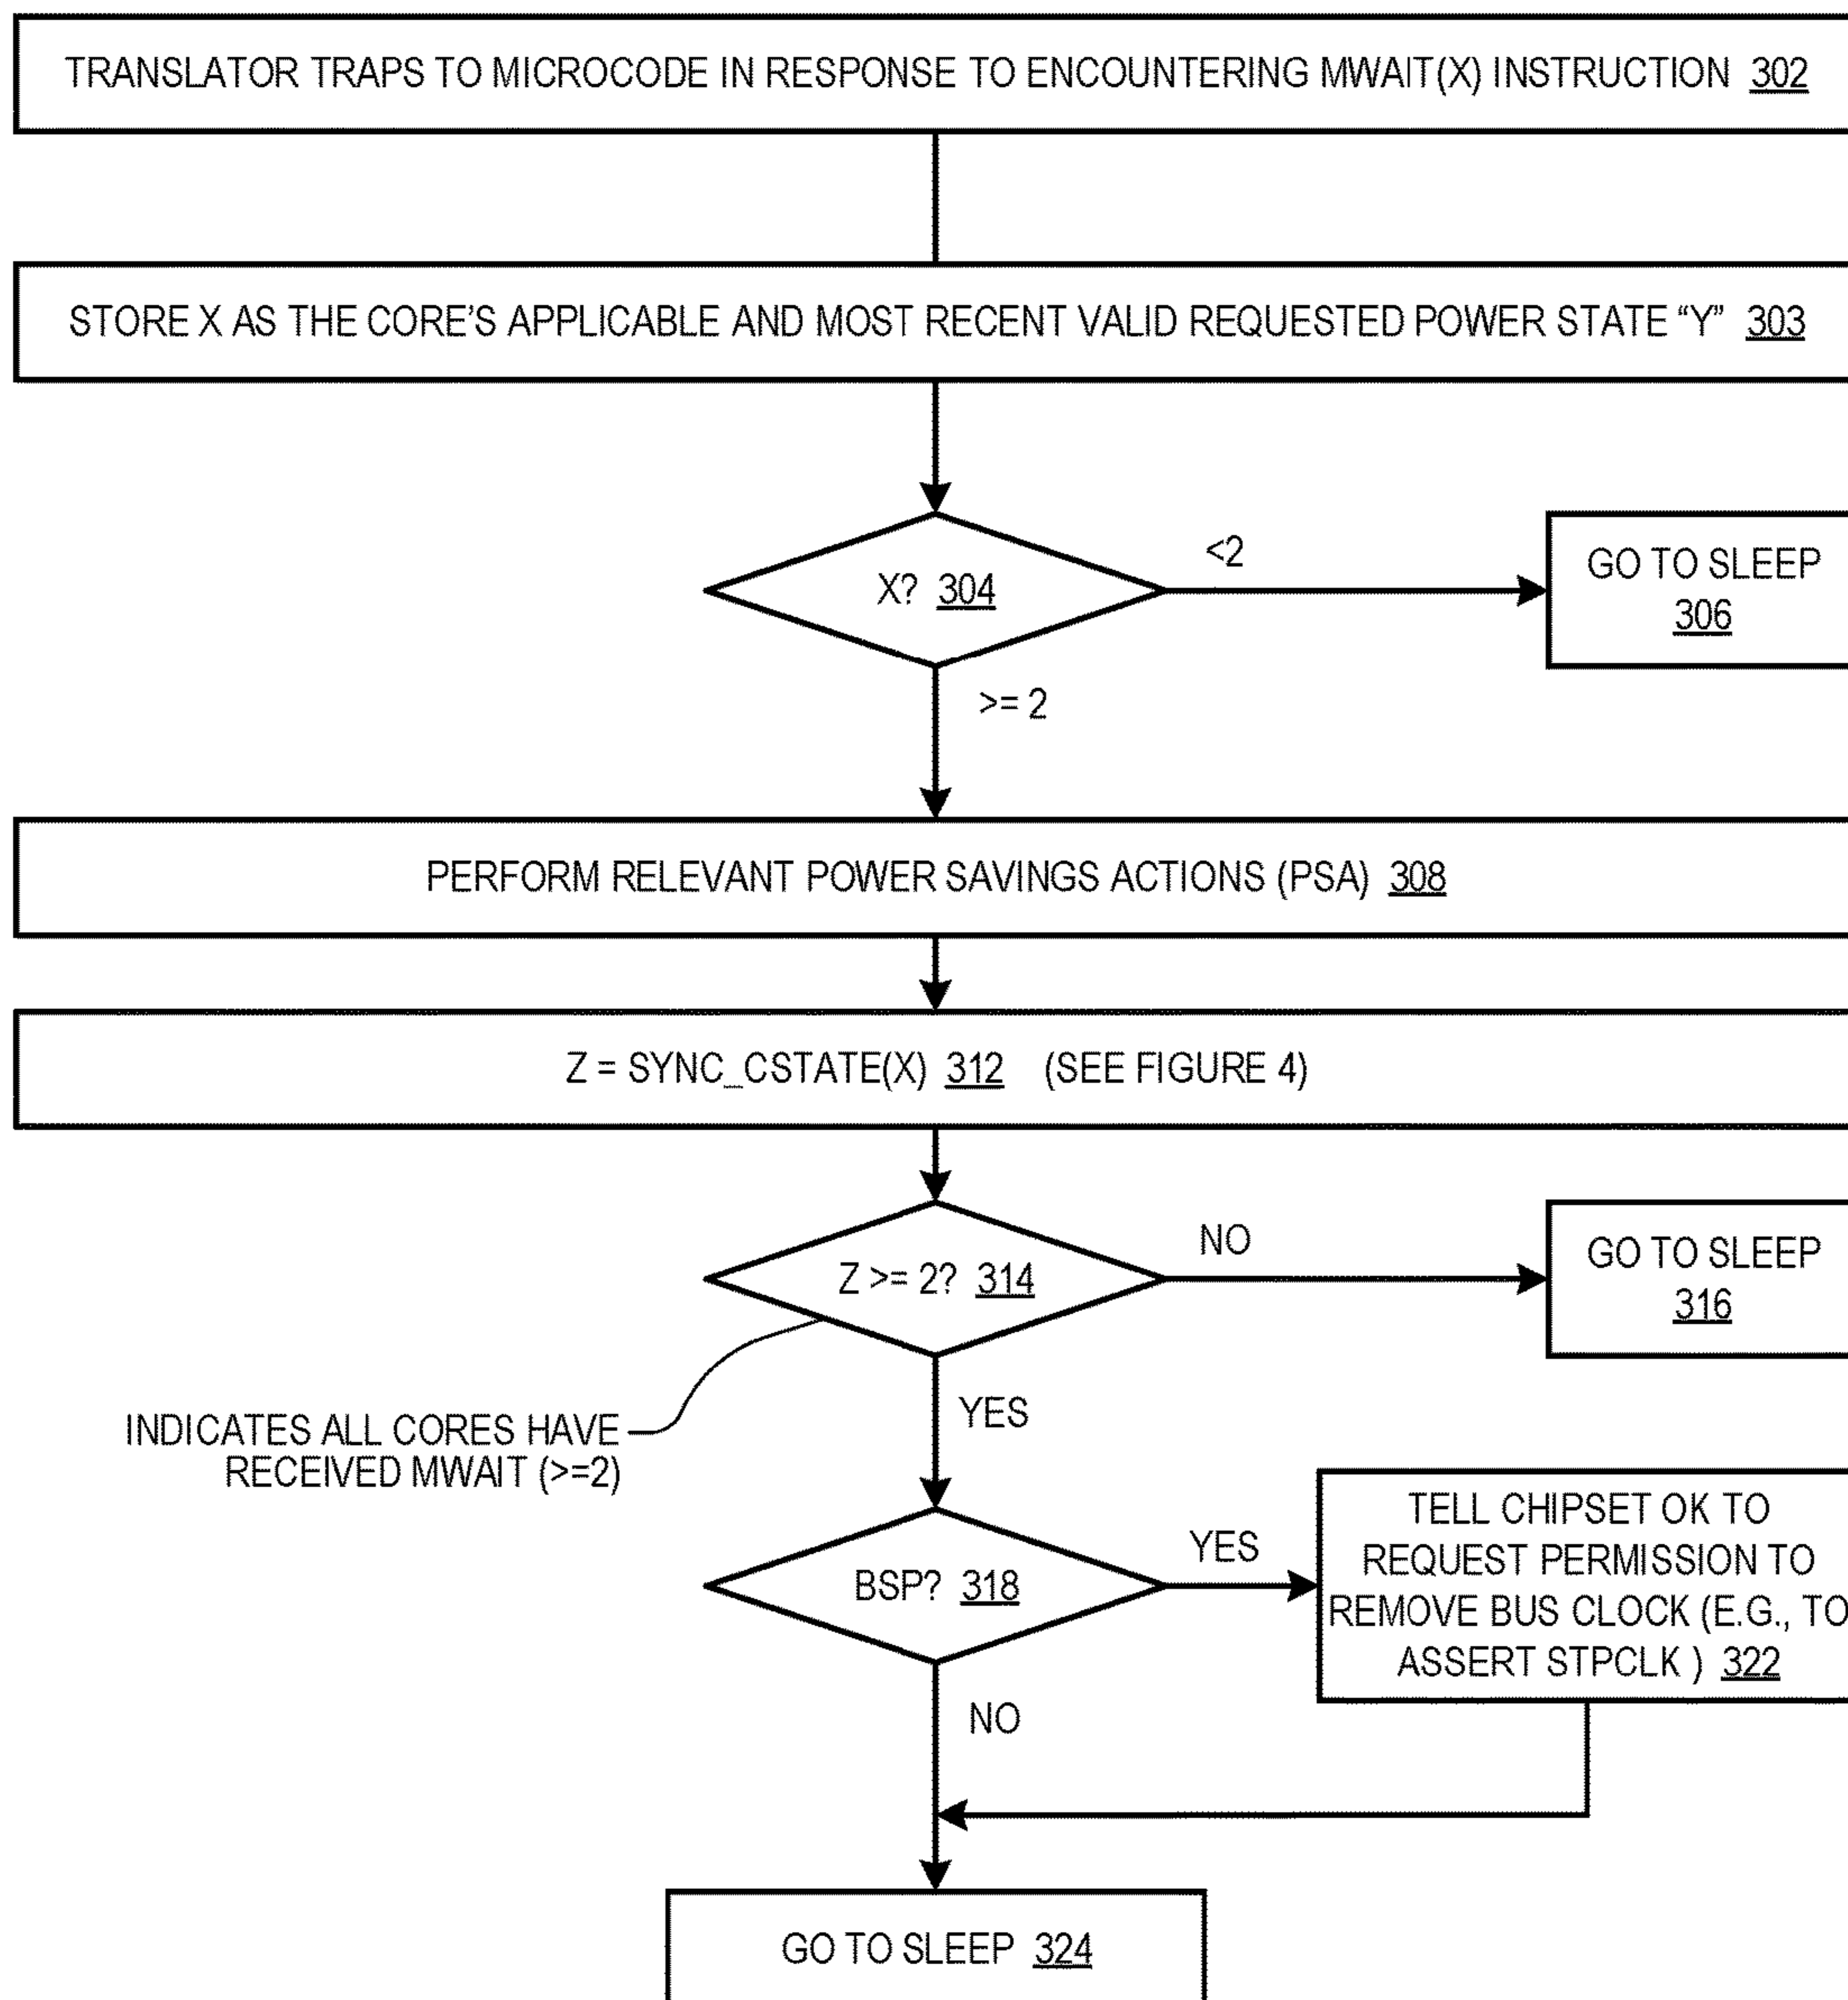 TRANSLATOR TRAPS TO MICROCODE IN RESPONSE TO ENCOUNTERING MWAIT(X) INSTRUCTION 302
STORE X AS THE CORE'S APPLICABLE AND MOST RECENT VALID REQUESTED POWER STATE “Y” 303
X? 304
<2
GO TO SLEEP
306
>= 2
PERFORM RELEVANT POWER SAVINGS ACTIONS (PSA) 308
Z = SYNC_CSTATE(X) 312 (SEE FIGURE 4)
Z >= 2? 314
NO
GO TO SLEEP
316
YES
INDICATES ALL CORES HAVE
RECEIVED MWAIT (>=2)
BSP? 318
YES
TELL CHIPSET OK TO
REQUEST PERMISSION TO
REMOVE BUS CLOCK (E.G., TO
ASSERT STPCLK ) 322
NO
GO TO SLEEP 324